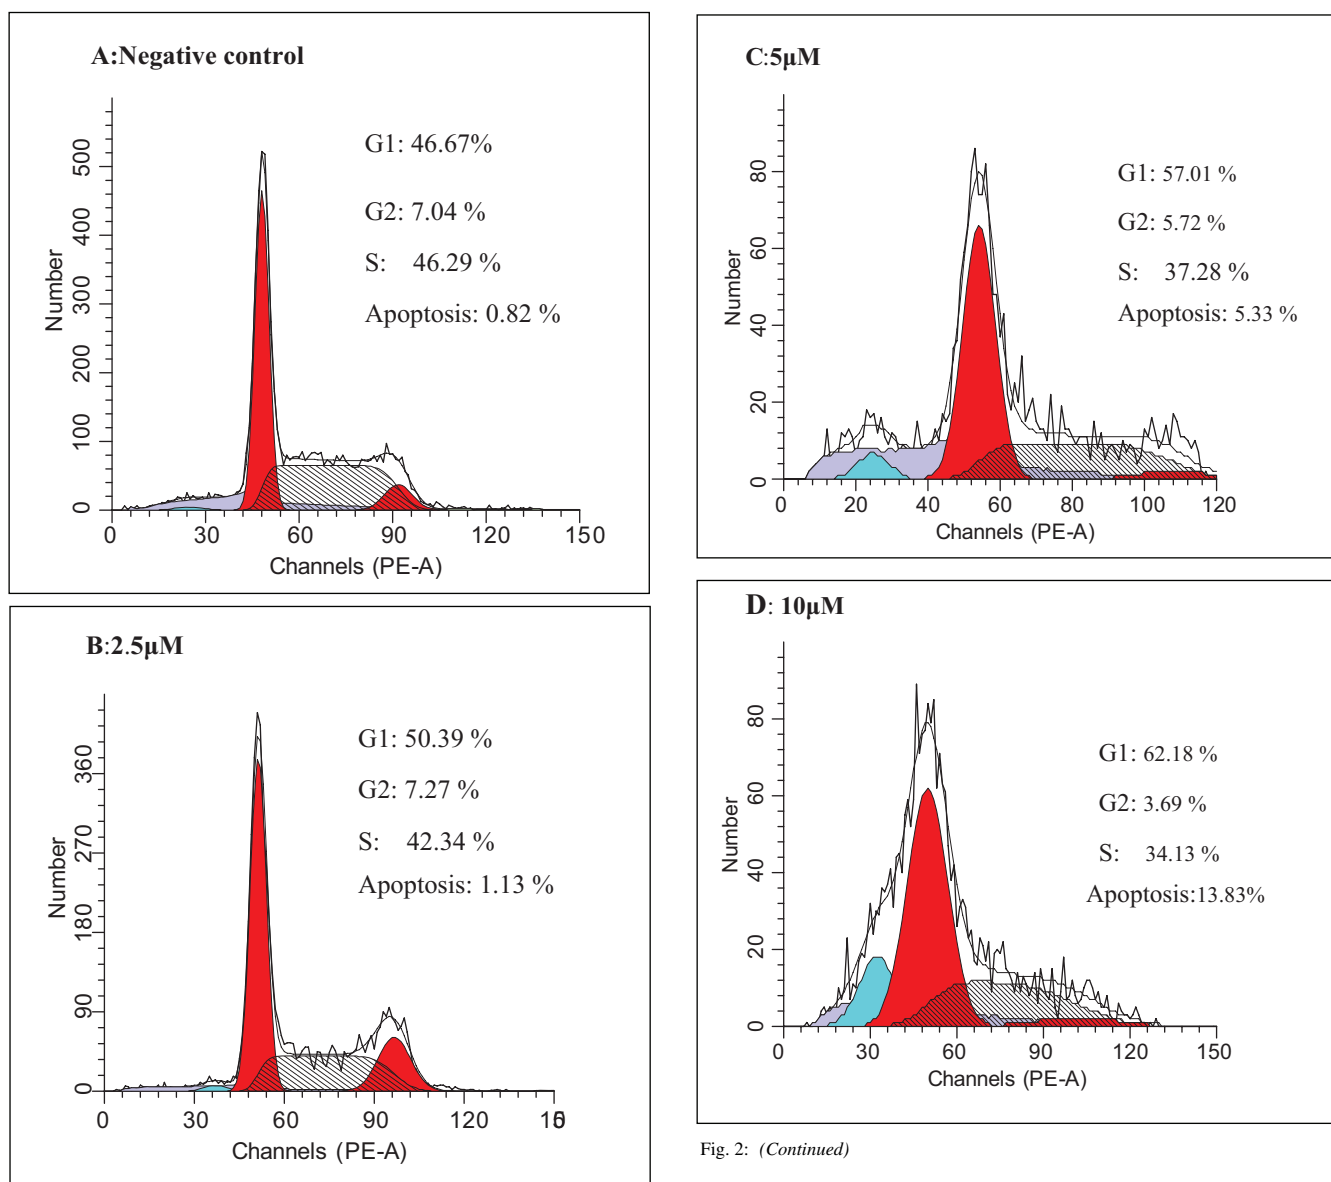 A:Negative control
G1: 46.67%
G2: 7.04 %
S: 46.29 %
Apoptosis: 0.82 %
Number
0
100
200
300
400
500
0 30 60 90 120 150
Channels (PE-A)
B:2.5μM
G1: 50.39 %
G2: 7.27 %
S: 42.34 %
Apoptosis: 1.13 %
Number
0
90
180
270
360
0 30 60 90 120 150
Channels (PE-A)
C:5μM
G1: 57.01 %
G2: 5.72 %
S: 37.28 %
Apoptosis: 5.33 %
Number
0
20
40
60
80
0 20 40 60 80 100 120
Channels (PE-A)
D: 10μM
G1: 62.18 %
G2: 3.69 %
S: 34.13 %
Apoptosis:13.83%
Number
0
20
40
60
80
0 30 60 90 120 150
Channels (PE-A)
Fig. 2: (Continued)